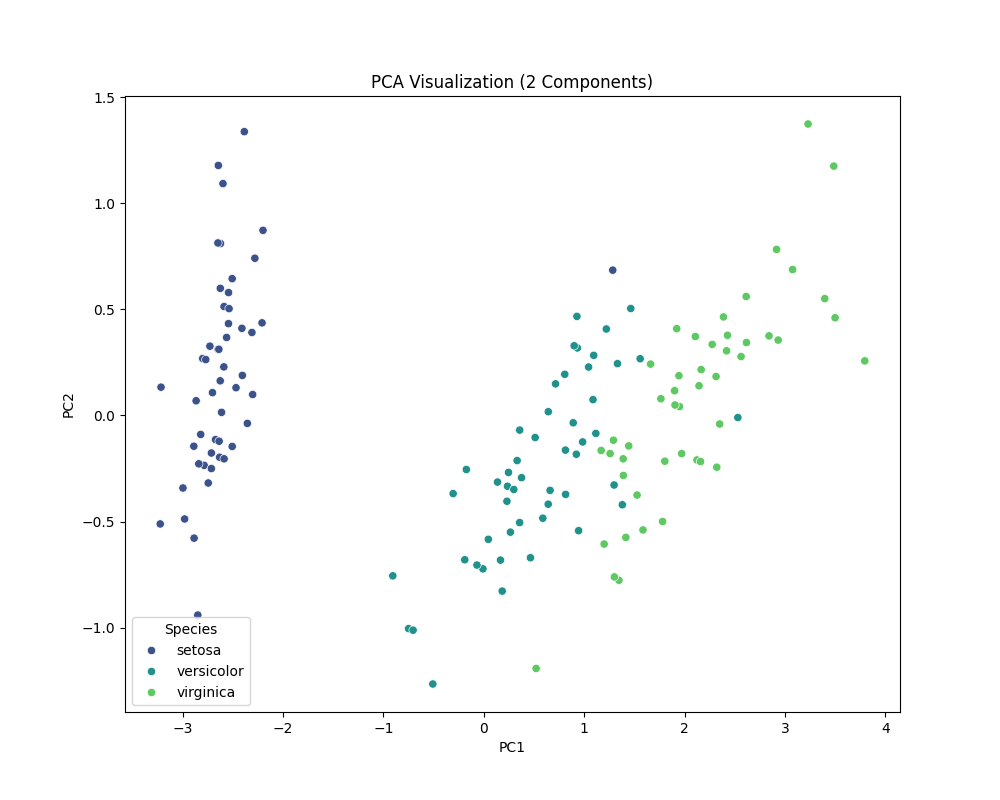 PCA Visualization (2 Components)
1.5
1.0
0.5
0.0
−0.5
−1.0
PC2
Species
setosa
versicolor
virginica
−3
−2
−1
0
1
2
3
4
PC1